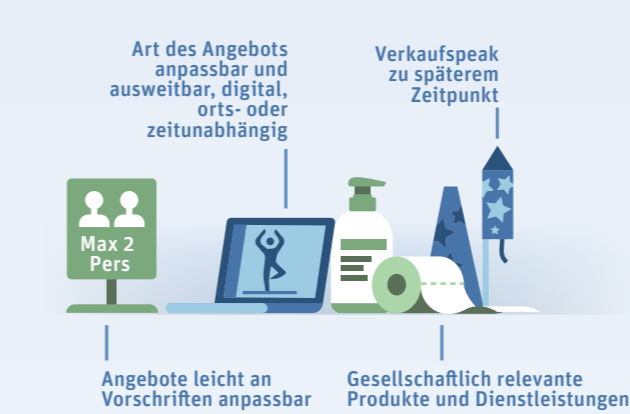 Art des Angebots
anpassbar und
ausweitbar, digital,
orts- oder
zeitunabhängig
Verkaufspeak
zu späterem
Zeitpunkt
Max 2
Pers
Angebote leicht an
Vorschriften anpassbar
Gesellschaftlich relevante
Produkte und Dienstleistungen